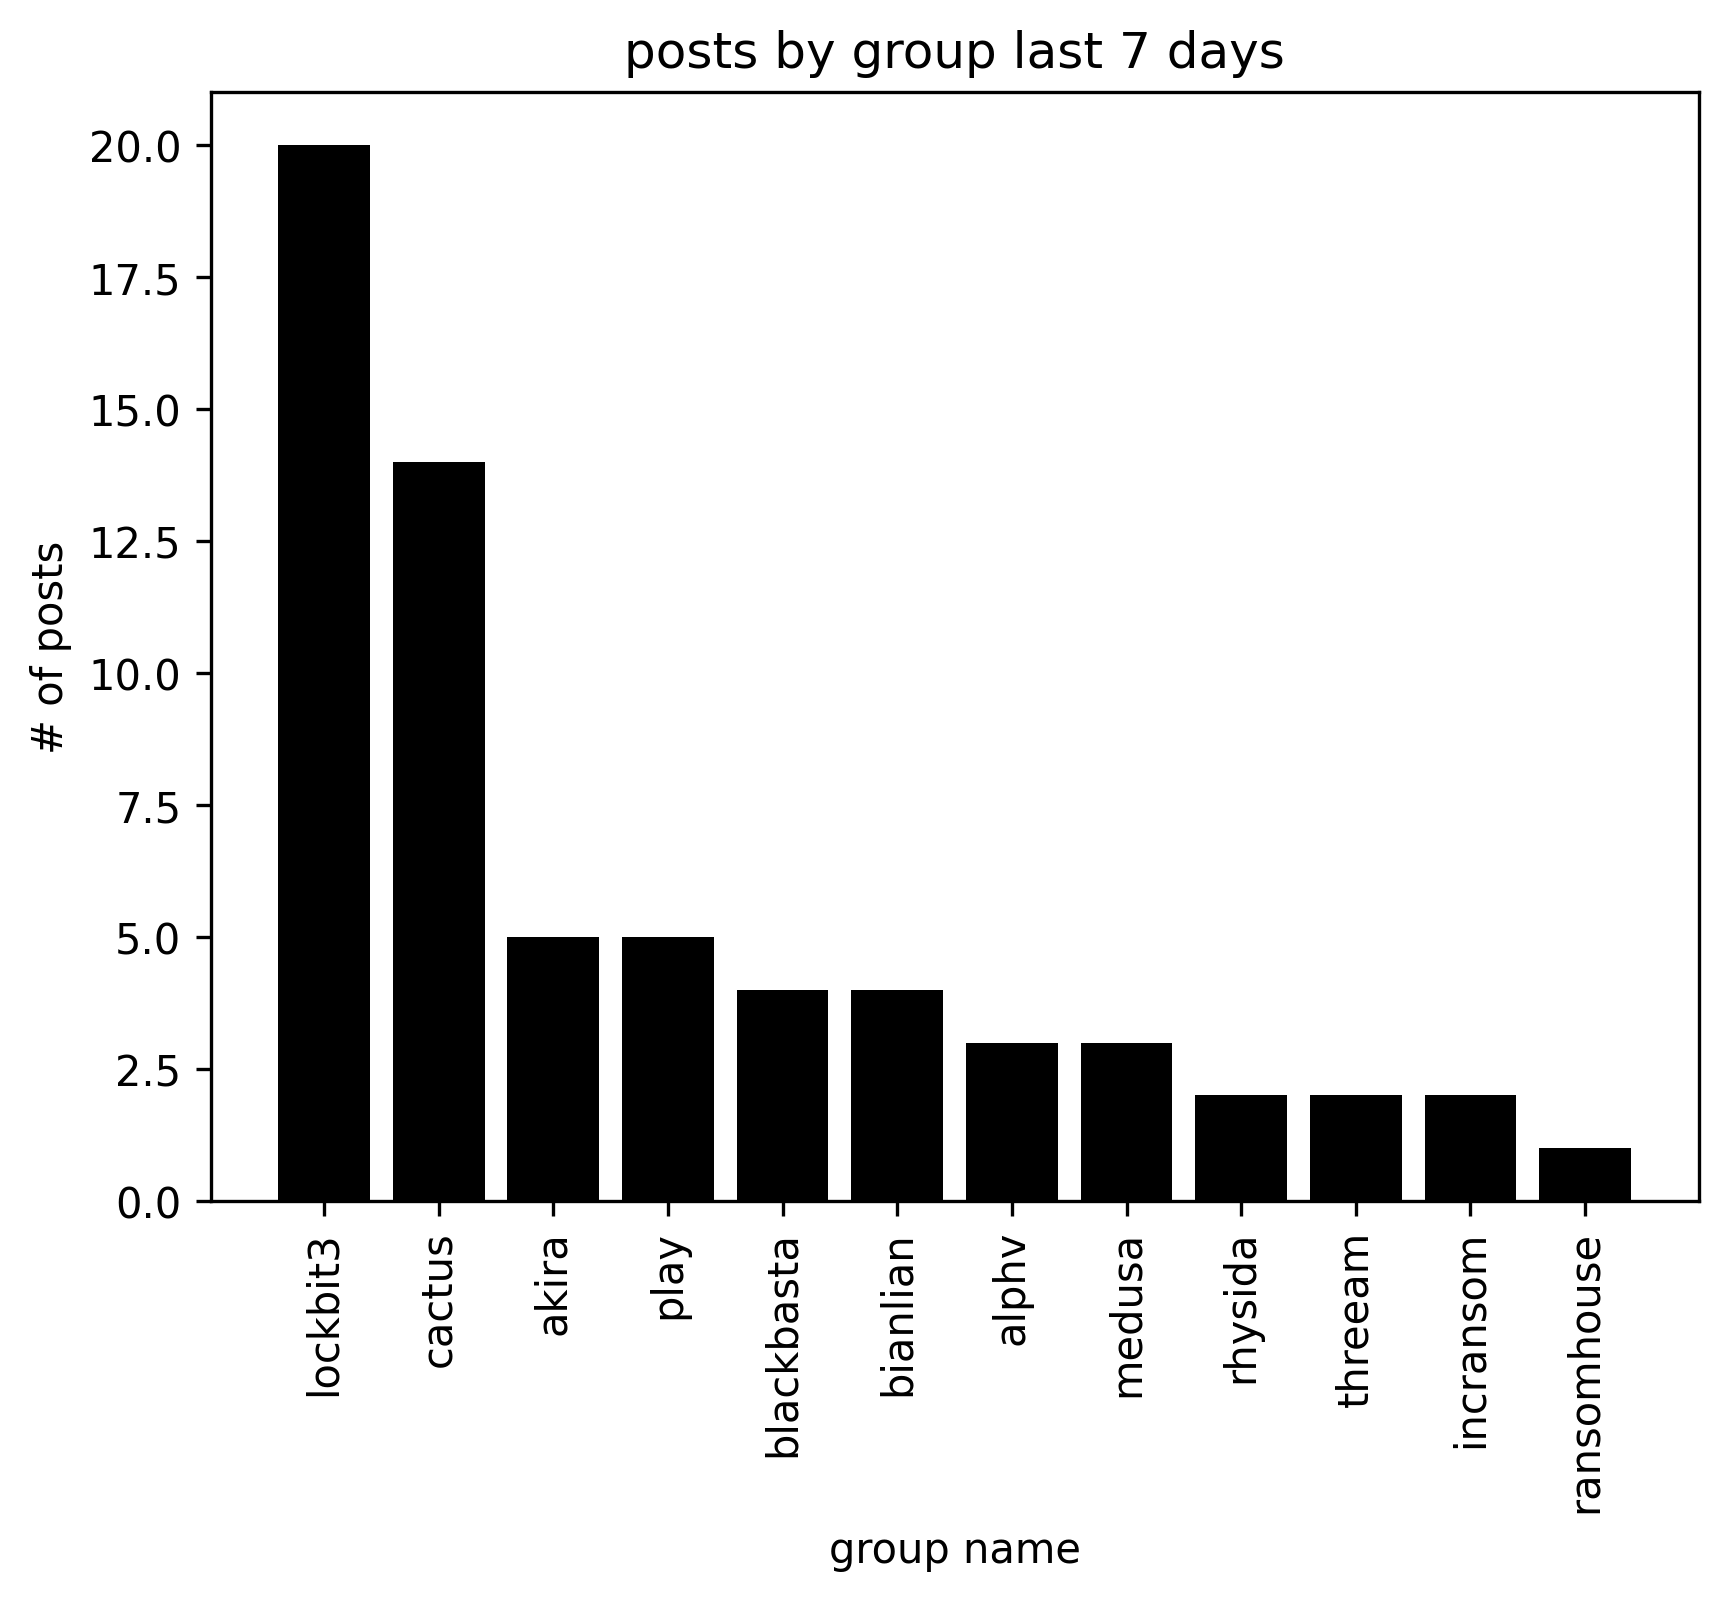 posts by group last 7 days
# of posts
20.0
17.5
15.0
12.5
10.0
7.5
5.0
2.5
0.0
lockbit3
cactus
akira
play
blackbasta
bianlian
alphv
medusa
rhysida
threeam
incransom
ransomhouse
group name